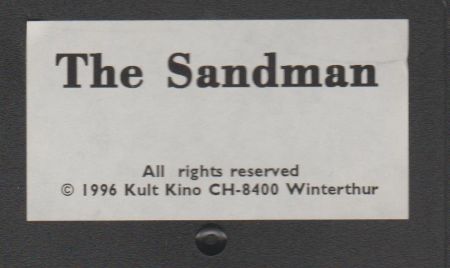 The Sandman
All rights reserved
© 1996 Kult Kino CH-8400 Winterthur